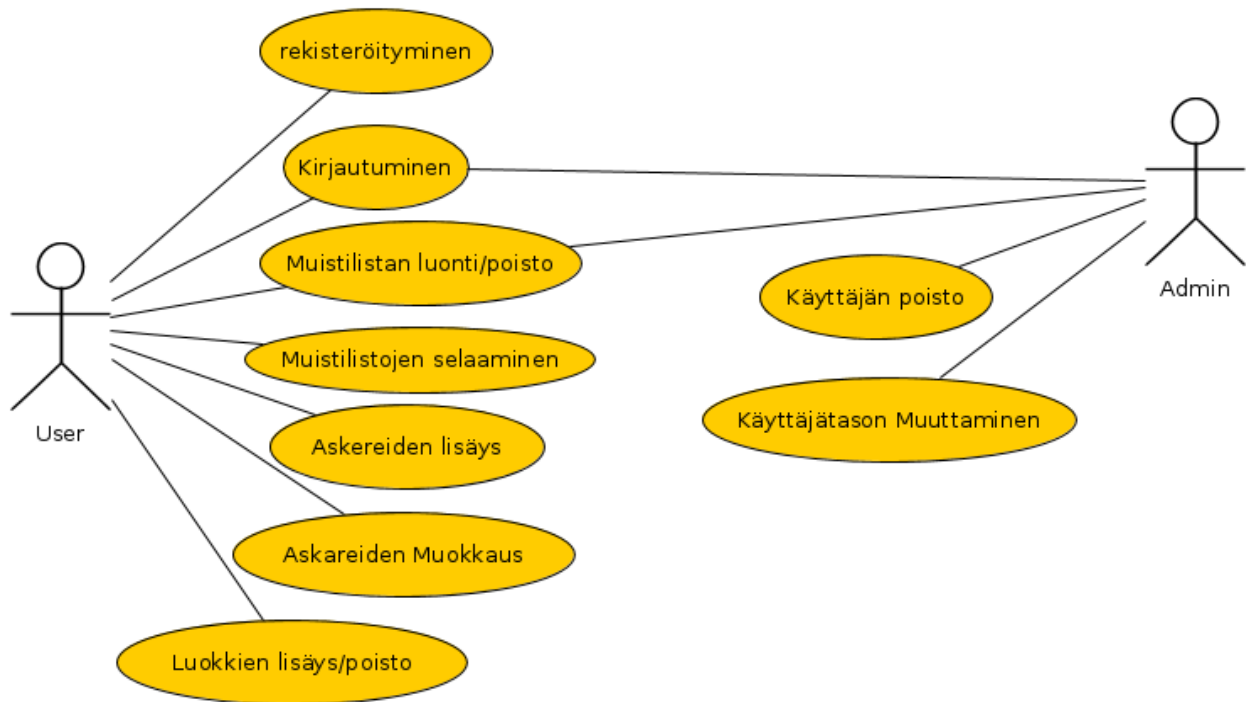 rekisteröityminen
Kirjautuminen
Muistilistan luonti/poisto
Käyttäjän poisto
Admin
Muistilistojen selaaminen
Käyttäjätason Muuttaminen
User
Askereiden lisäys
Askareiden Muokkaus
Luokkien lisäys/poisto